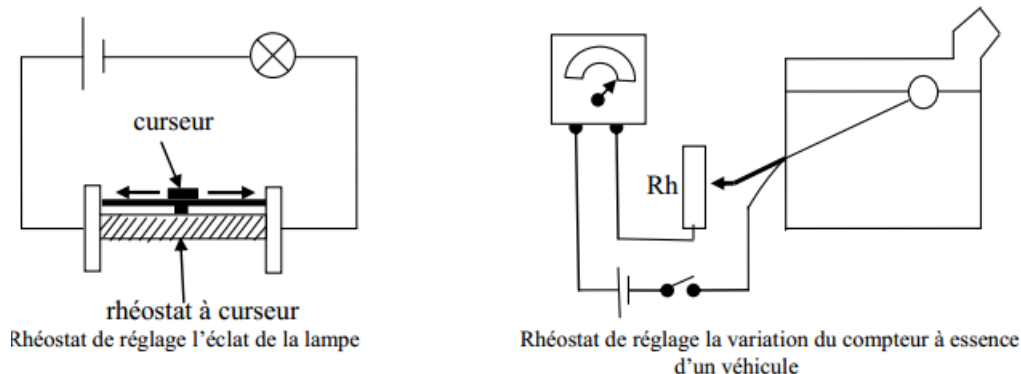 curseur
rhéostat à curseur
Rhéostat de réglage l'éclat de la lampe
Rh
Rhéostat de réglage la variation du compteur à essence
d'un véhicule